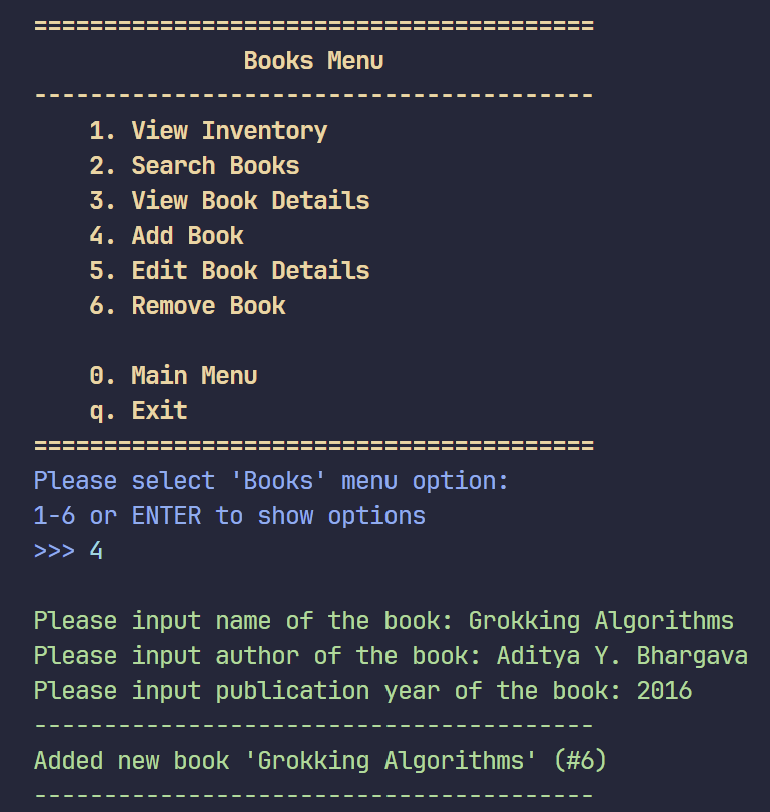 ========================================
Books Menu
----------------------------------------
1. View Inventory
2. Search Books
3. View Book Details
4. Add Book
5. Edit Book Details
6. Remove Book
0. Main Menu
q. Exit
========================================
Please select 'Books' menu option:
1-6 or ENTER to show options
>>> 4
Please input name of the book: Grokking Algorithms
Please input author of the book: Aditya Y. Bhargava
Please input publication year of the book: 2016
----------------------------------------
Added new book 'Grokking Algorithms' (#6)
----------------------------------------